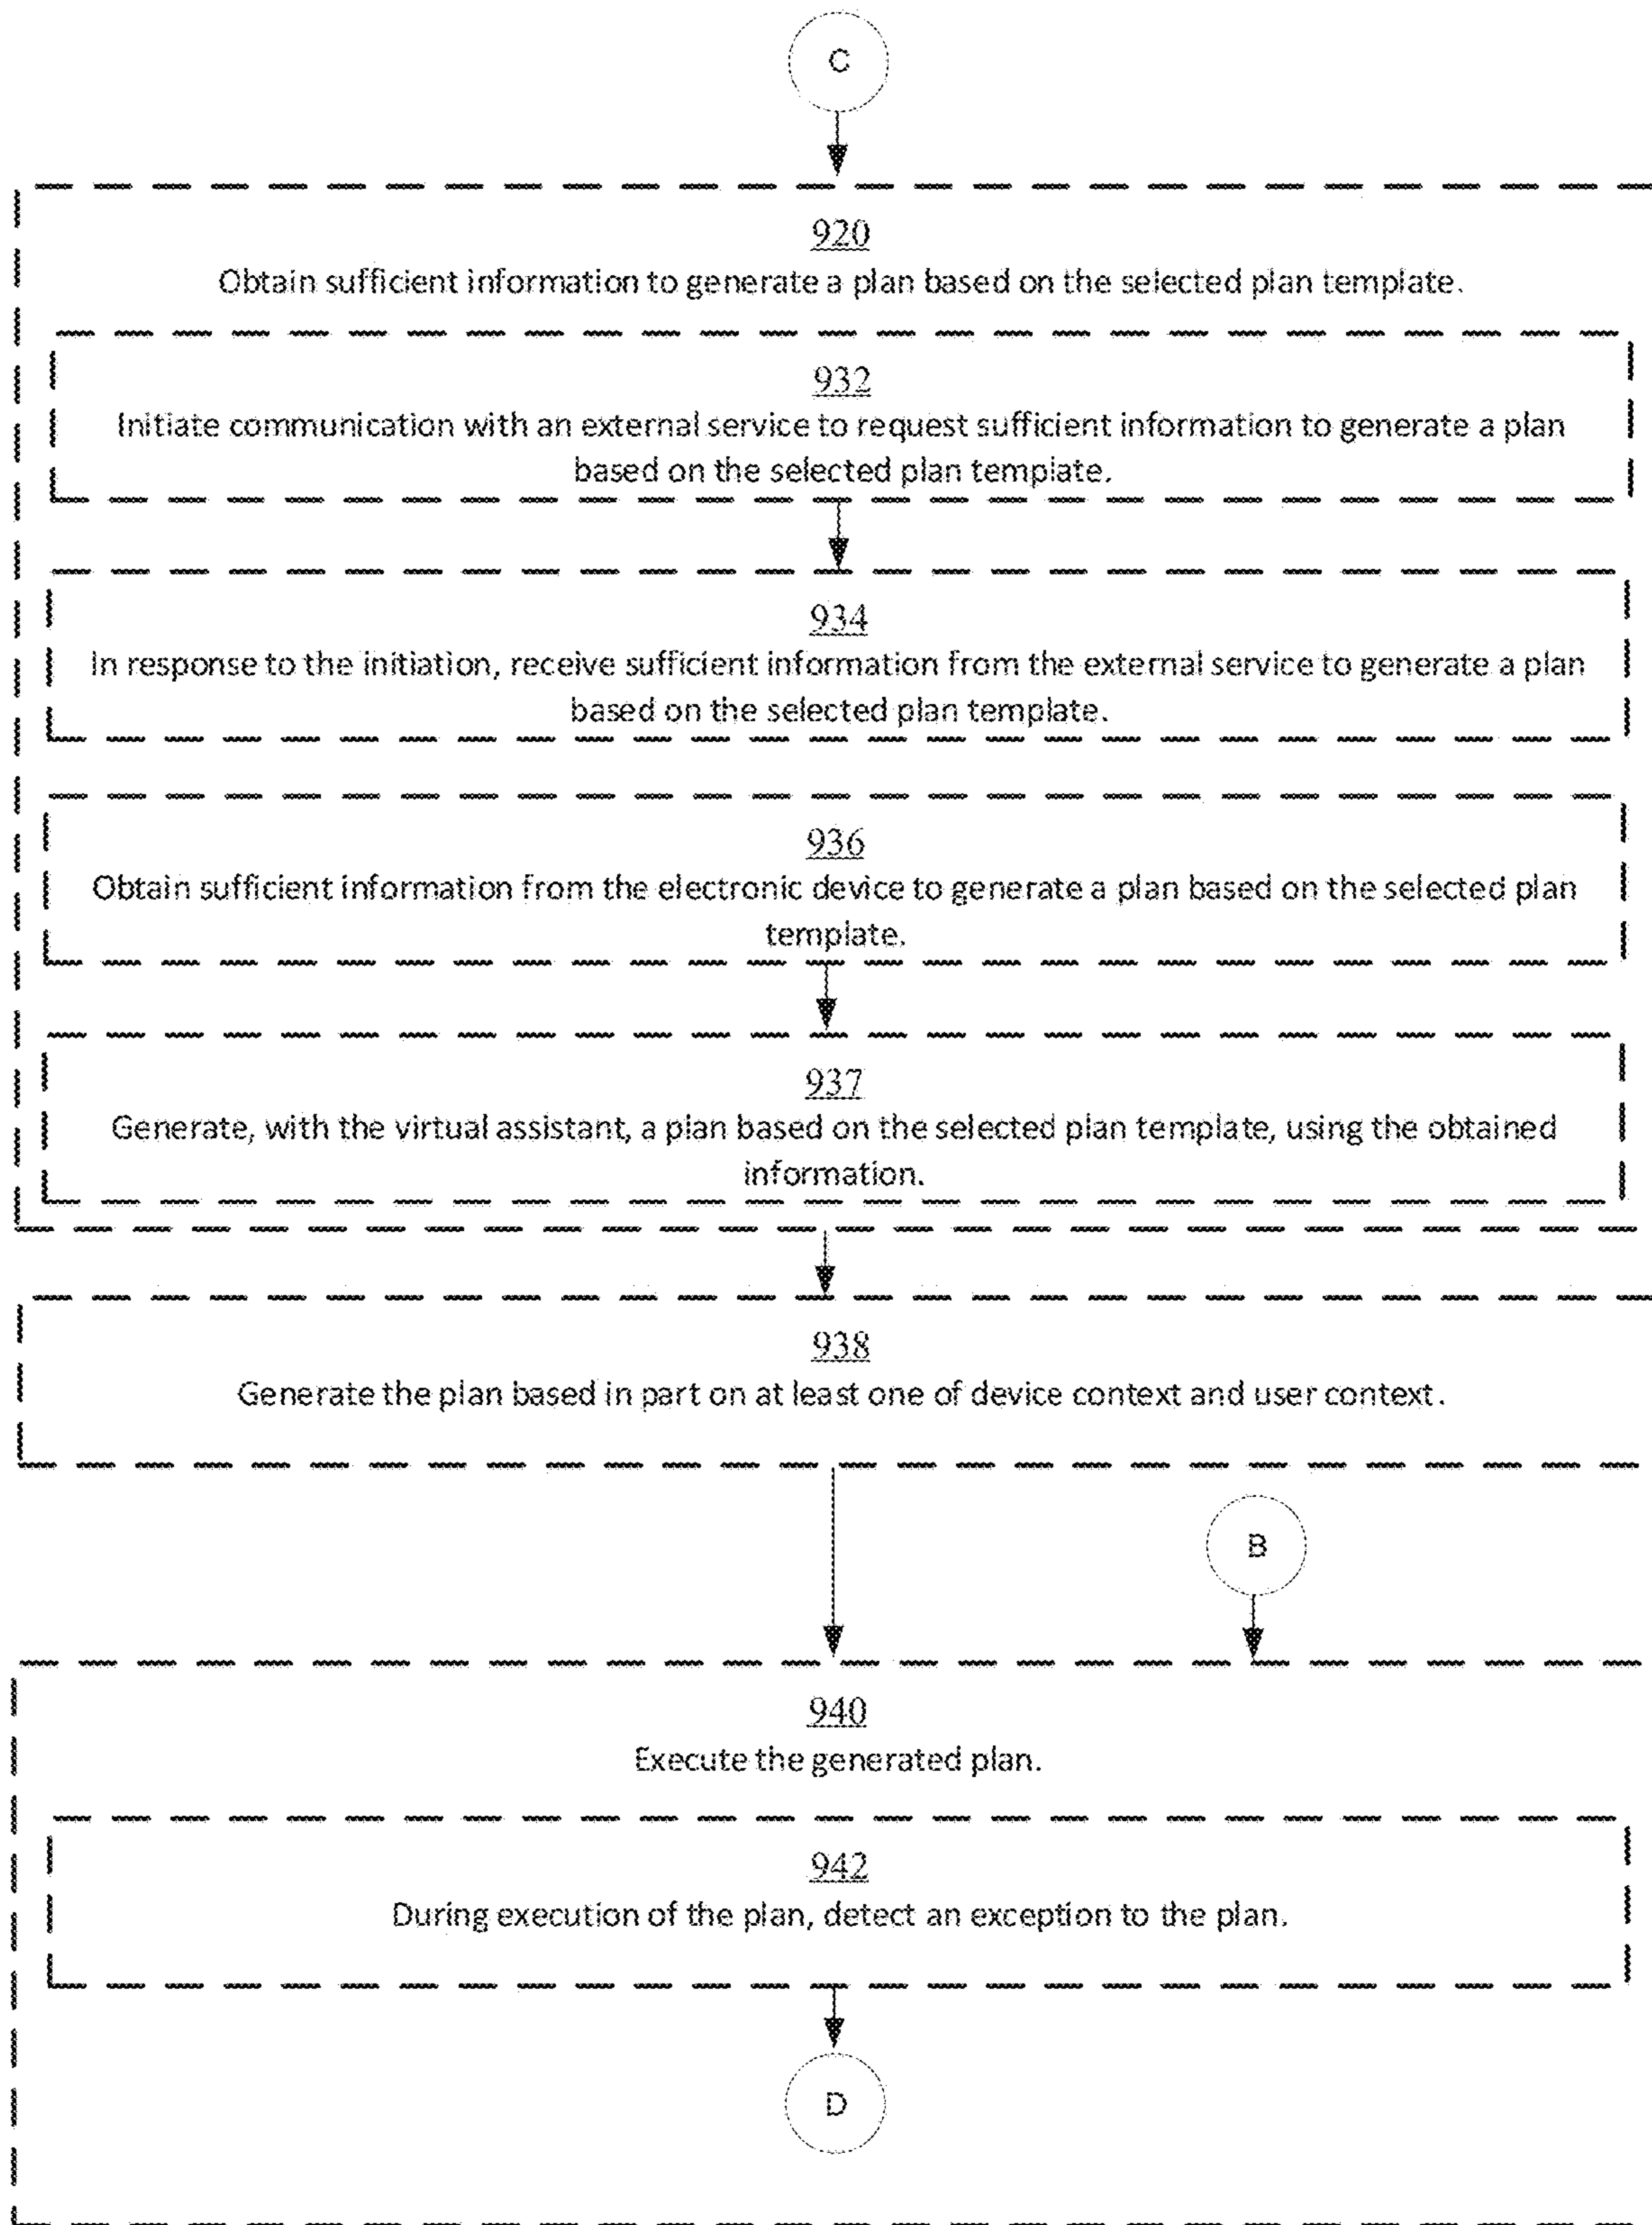 C
920
Obtain sufficient information to generate a plan based on the selected plan template.
932
Initiate communication with an external service to request sufficient information to generate a plan
based on the selected plan template.
934
In response to the initiation, receive sufficient information from the external service to generate a plan
based on the selected plan template.
936
Obtain sufficient information from the electronic device to generate a plan based on the selected plan
template.
937
Generate, with the virtual assistant, a plan based on the selected plan template, using the obtained
information.
938
Generate the plan based in part on at least one of device context and user context.
B
940
Execute the generated plan.
942
During execution of the plan, detect an exception to the plan.
D